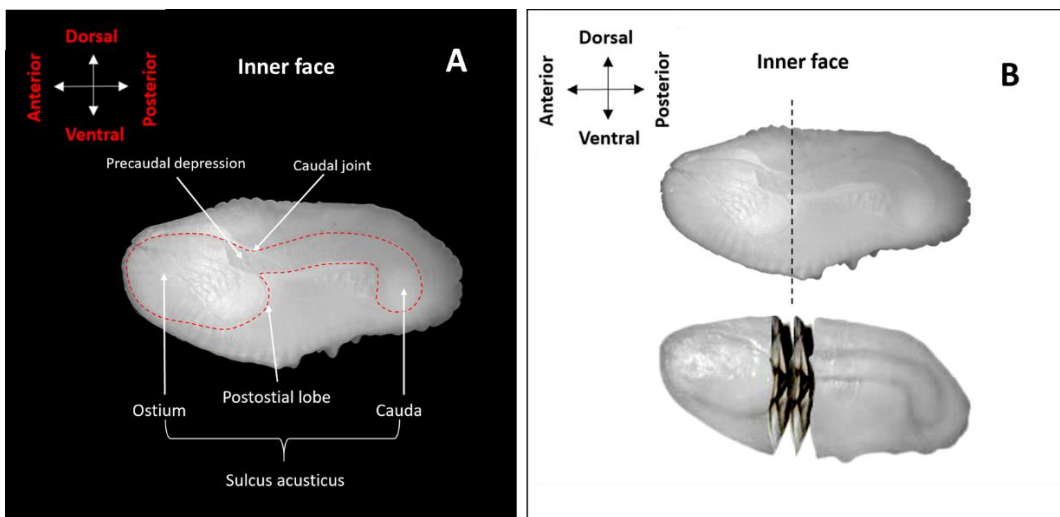 Dorsal
Anterior
Posterior
Ventral
Inner face
A
Precaudal depression
Caudal joint
Ostium
Postostial lobe
Cauda
Sulcus acusticus
Dorsal
Anterior
Posterior
Ventral
Inner face
B